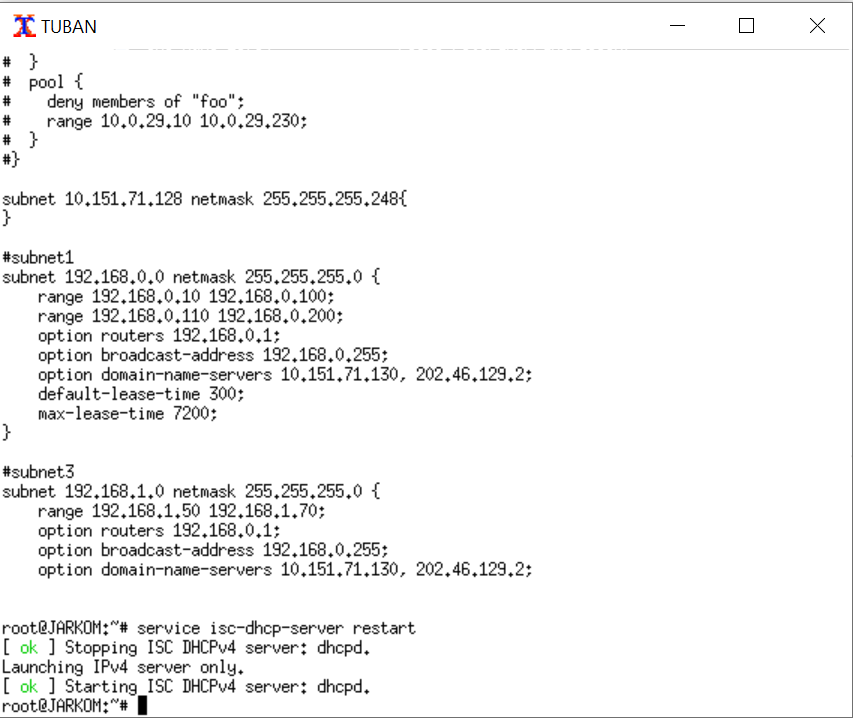 TUBAN
#  }
#  pool {
#    deny members of "foo";
#    range 10.0.29.10 10.0.29.230;
#  }
#}
subnet 10.151.71.128 netmask 255.255.255.248{
}
#subnet1
subnet 192.168.0.0 netmask 255.255.255.0 {
    range 192.168.0.10 192.168.0.100;
    range 192.168.0.110 192.168.0.200;
    option routers 192.168.0.1;
    option broadcast-address 192.168.0.255;
    option domain-name-servers 10.151.71.130, 202.46.129.2;
    default-lease-time 300;
    max-lease-time 7200;
}
#subnet3
subnet 192.168.1.0 netmask 255.255.255.0 {
    range 192.168.1.50 192.168.1.70;
    option routers 192.168.0.1;
    option broadcast-address 192.168.0.255;
    option domain-name-servers 10.151.71.130, 202.46.129.2;
root@JARKOM:~# service isc-dhcp-server restart
[ ok ] Stopping ISC DHCPv4 server: dhcpd.
Launching IPv4 server only.
[ ok ] Starting ISC DHCPv4 server: dhcpd.
root@JARKOM:~#